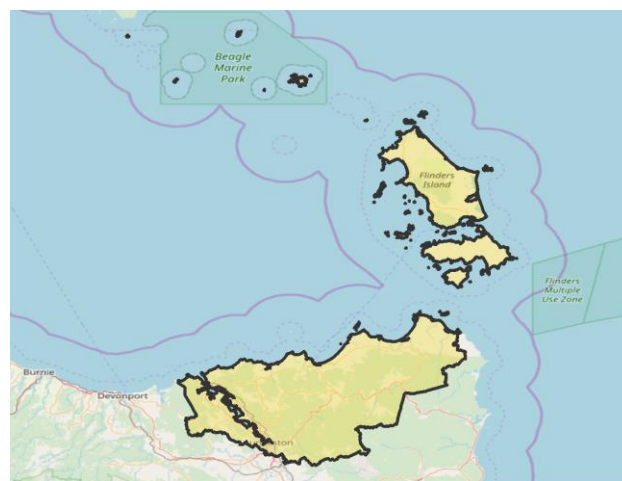 Beagle
Marine
Park
Flinders
Island
Flinders
Multiple
Use Zone
Burnie
Devonport